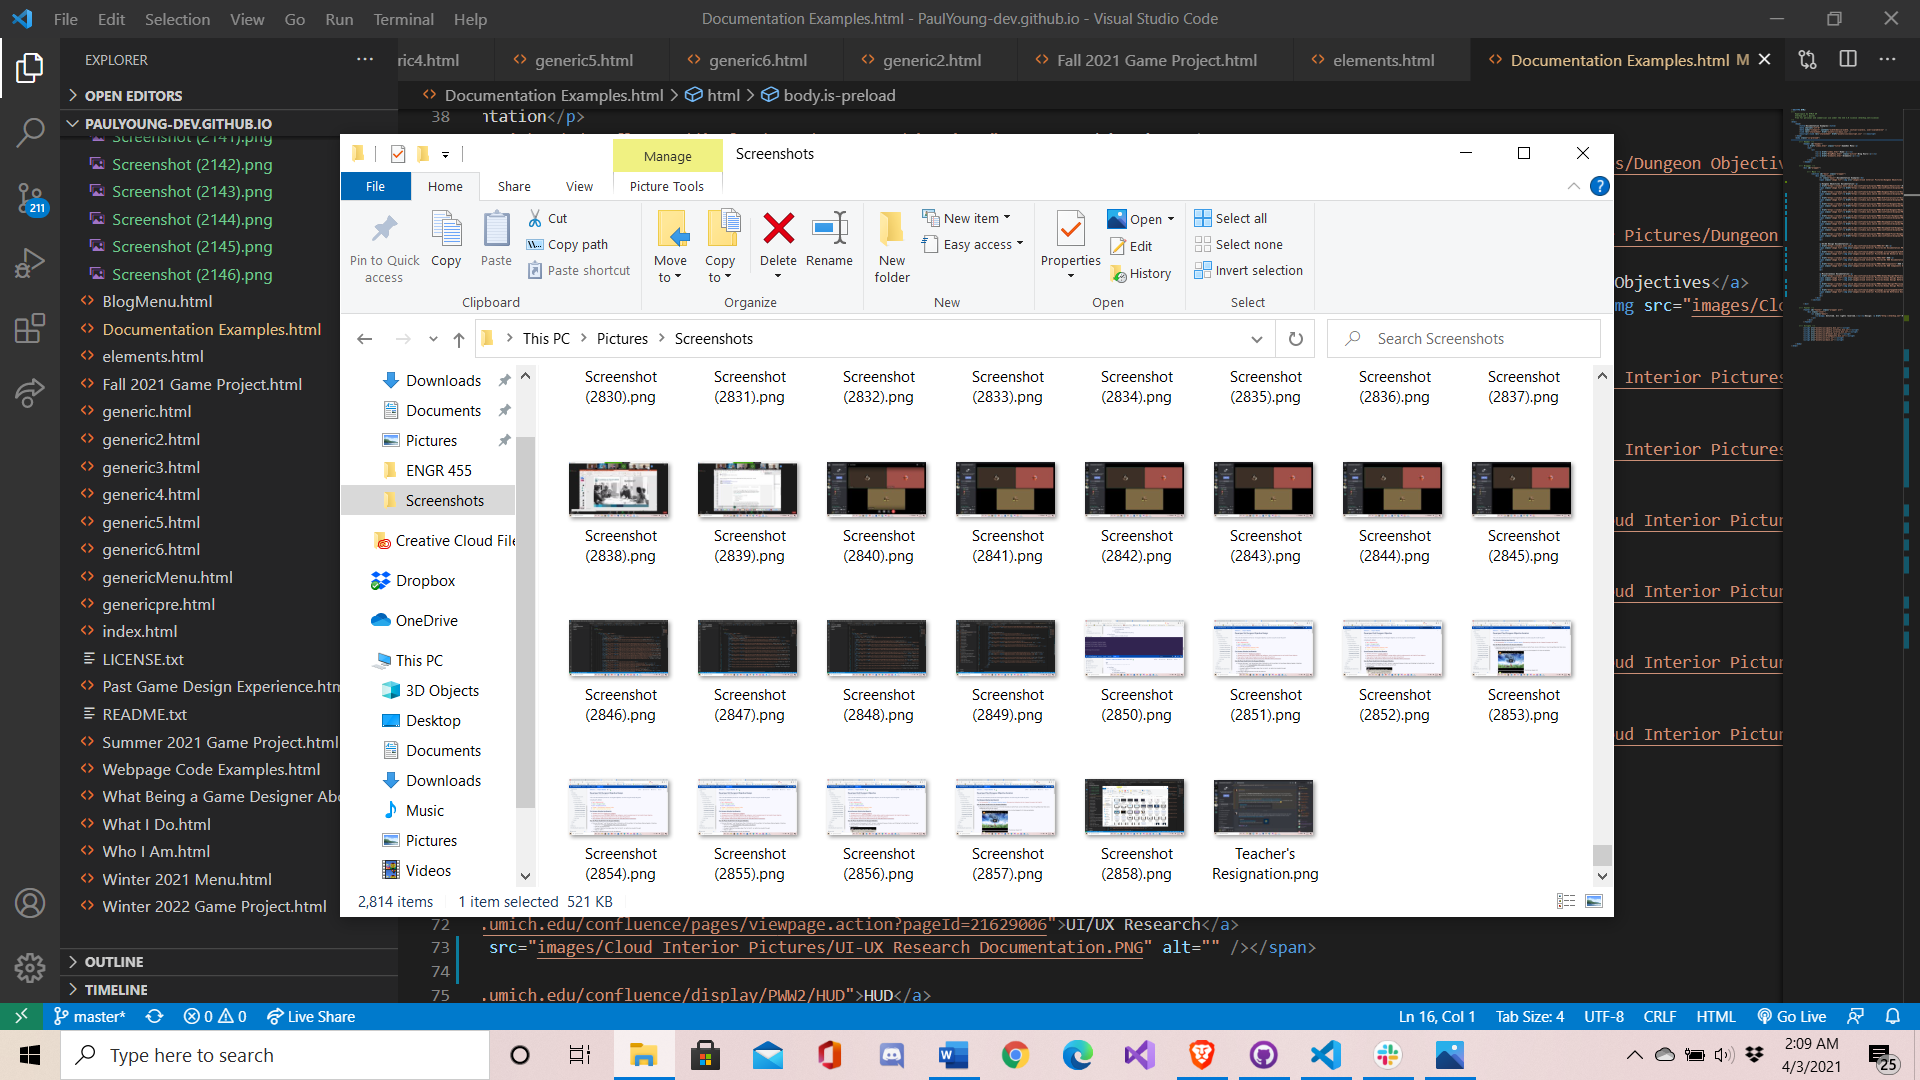 File Edit Selection View Go Run Terminal Help
Documentation Examples.html - PaulYoung-dev.github.io - Visual Studio Code
EXPLORER
ric4.html generic5.html generic6.html generic2.html Fall 2021 Game Project.html elements.html Documentation Examples.html M
OPEN EDITORS
Documentation Examples.html > html > body.is-preload
PAULYOUNG-DEV.GITHUB.IO
38 ntation</p>
Screenshot (2141).png
Screenshot (2142).png
Screenshot (2143).png
Screenshot (2144).png
Screenshot (2145).png
Screenshot (2146).png
BlogMenu.html
Documentation Examples.html
elements.html
Fall 2021 Game Project.html
generic.html
generic2.html
generic3.html
generic4.html
generic5.html
generic6.html
genericMenu.html
genericpre.html
index.html
LICENSE.txt
Past Game Design Experience.htm
README.txt
Summer 2021 Game Project.html
Webpage Code Examples.html
What Being a Game Designer Abo
What I Do.html
Who I Am.html
Winter 2021 Menu.html
Winter 2022 Game Project.html
OUTLINE
TIMELINE
211
Manage
Screenshots
File Home Share View Picture Tools
Pin to Quick access
Copy
Paste
Cut
Copy path
Paste shortcut
Clipboard
Move to
Copy to
Delete
Rename
Organize
New folder
New item
Easy access
New
Properties
Open
Edit
History
Open
Select all
Select none
Invert selection
Select
This PC > Pictures > Screenshots
Search Screenshots
Downloads
Documents
Pictures
ENGR 455
Screenshots
Creative Cloud File
Dropbox
OneDrive
This PC
3D Objects
Desktop
Documents
Downloads
Music
Pictures
Videos
Screenshot (2830).png
Screenshot (2831).png
Screenshot (2832).png
Screenshot (2833).png
Screenshot (2834).png
Screenshot (2835).png
Screenshot (2836).png
Screenshot (2837).png
Screenshot (2838).png
Screenshot (2839).png
Screenshot (2840).png
Screenshot (2841).png
Screenshot (2842).png
Screenshot (2843).png
Screenshot (2844).png
Screenshot (2845).png
Screenshot (2846).png
Screenshot (2847).png
Screenshot (2848).png
Screenshot (2849).png
Screenshot (2850).png
Screenshot (2851).png
Screenshot (2852).png
Screenshot (2853).png
Screenshot (2854).png
Screenshot (2855).png
Screenshot (2856).png
Screenshot (2857).png
Screenshot (2858).png
Teacher's Resignation.png
2,814 items 1 item selected 521 KB
s/Dungeon Objectiv
Pictures/Dungeon
Objectives</a>
mg src="images/Clo
Interior Pictures
Interior Pictures
ud Interior Pictur
ud Interior Pictur
ud Interior Pictur
ud Interior Pictur
72 .umich.edu/confluence/pages/viewpage.action?pageId=21629006">UI/UX Research</a>
73 src="images/Cloud Interior Pictures/UI-UX Research Documentation.PNG" alt="" /></span>
74
75 .umich.edu/confluence/display/PWW2/HUD">HUD</a>
master* 0 0 Live Share
Ln 16, Col 1 Tab Size: 4 UTF-8 CRLF HTML Go Live
Type here to search
2:09 AM
4/3/2021
25